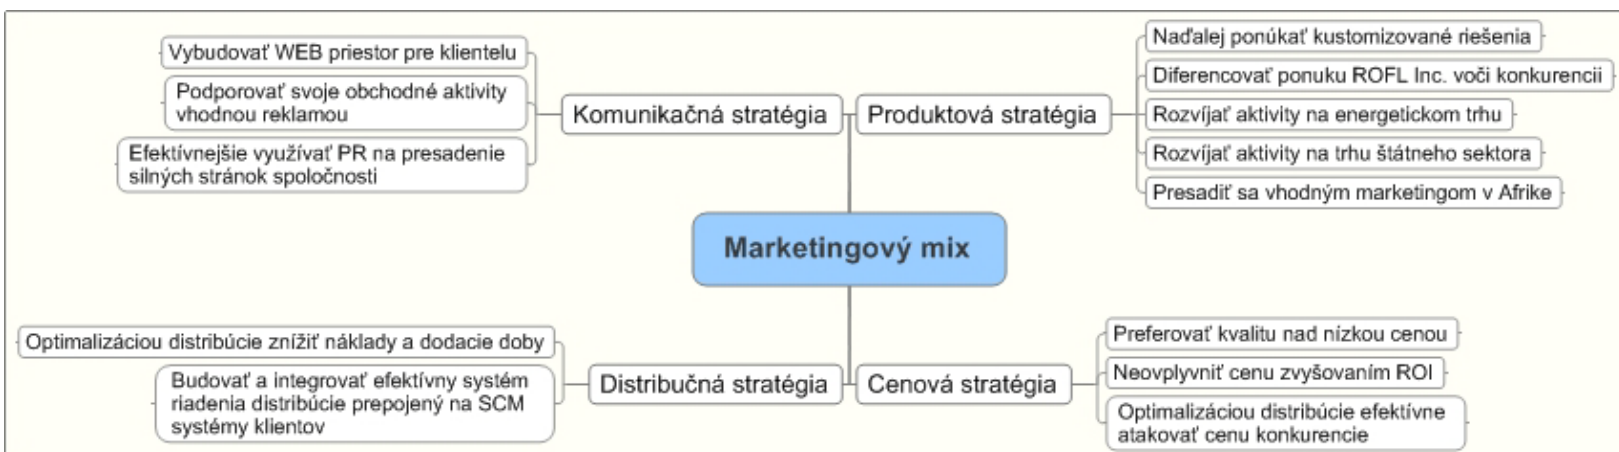 Vybudovať WEB priestor pre klientelu
Podporovať svoje obchodné aktivity
vhodnou reklamou
Efektívnejšie využívať PR na presadenie
silných stránok spoločnosti
Komunikačná stratégia
Produktová stratégia
Naďalej ponúkať kustomizované riešenia
Diferencovať ponuku ROFL Inc. voči konkurencii
Rozvíjať aktivity na energetickom trhu
Rozvíjať aktivity na trhu štátneho sektora
Presadiť sa vhodným marketingom v Afrike
Marketingový mix
Optimalizáciou distribúcie znížiť náklady a dodacie doby
Budovať a integrovať efektívny systém
riadenia distribúcie prepojený na SCM
systémy klientov
Distribučná stratégia
Cenová stratégia
Preferovať kvalitu nad nízkou cenou
Neovplyvniť cenu zvyšovaním ROI
Optimalizáciou distribúcie efektívne
atakovať cenu konkurencie